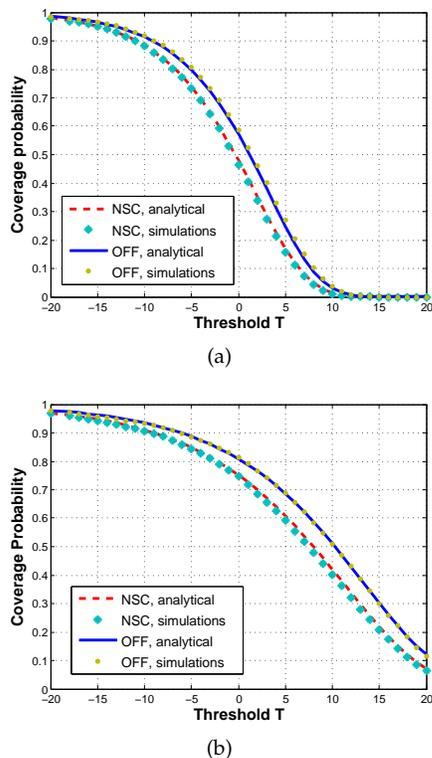 1
0.9
0.8
0.7
0.6
0.5
0.4
0.3
0.2
0.1
0
Coverage probability
NSC, analytical
NSC, simulations
OFF, analytical
OFF, simulations
−20 −15 −10 −5 0 5 10 15 20
Threshold T
(a)
1
0.9
0.8
0.7
0.6
0.5
0.4
0.3
0.2
0.1
0
Coverage Probability
NSC, analytical
NSC, simulations
OFF, analytical
OFF, simulations
−20 −15 −10 −5 0 5 10 15 20
Threshold T
(b)